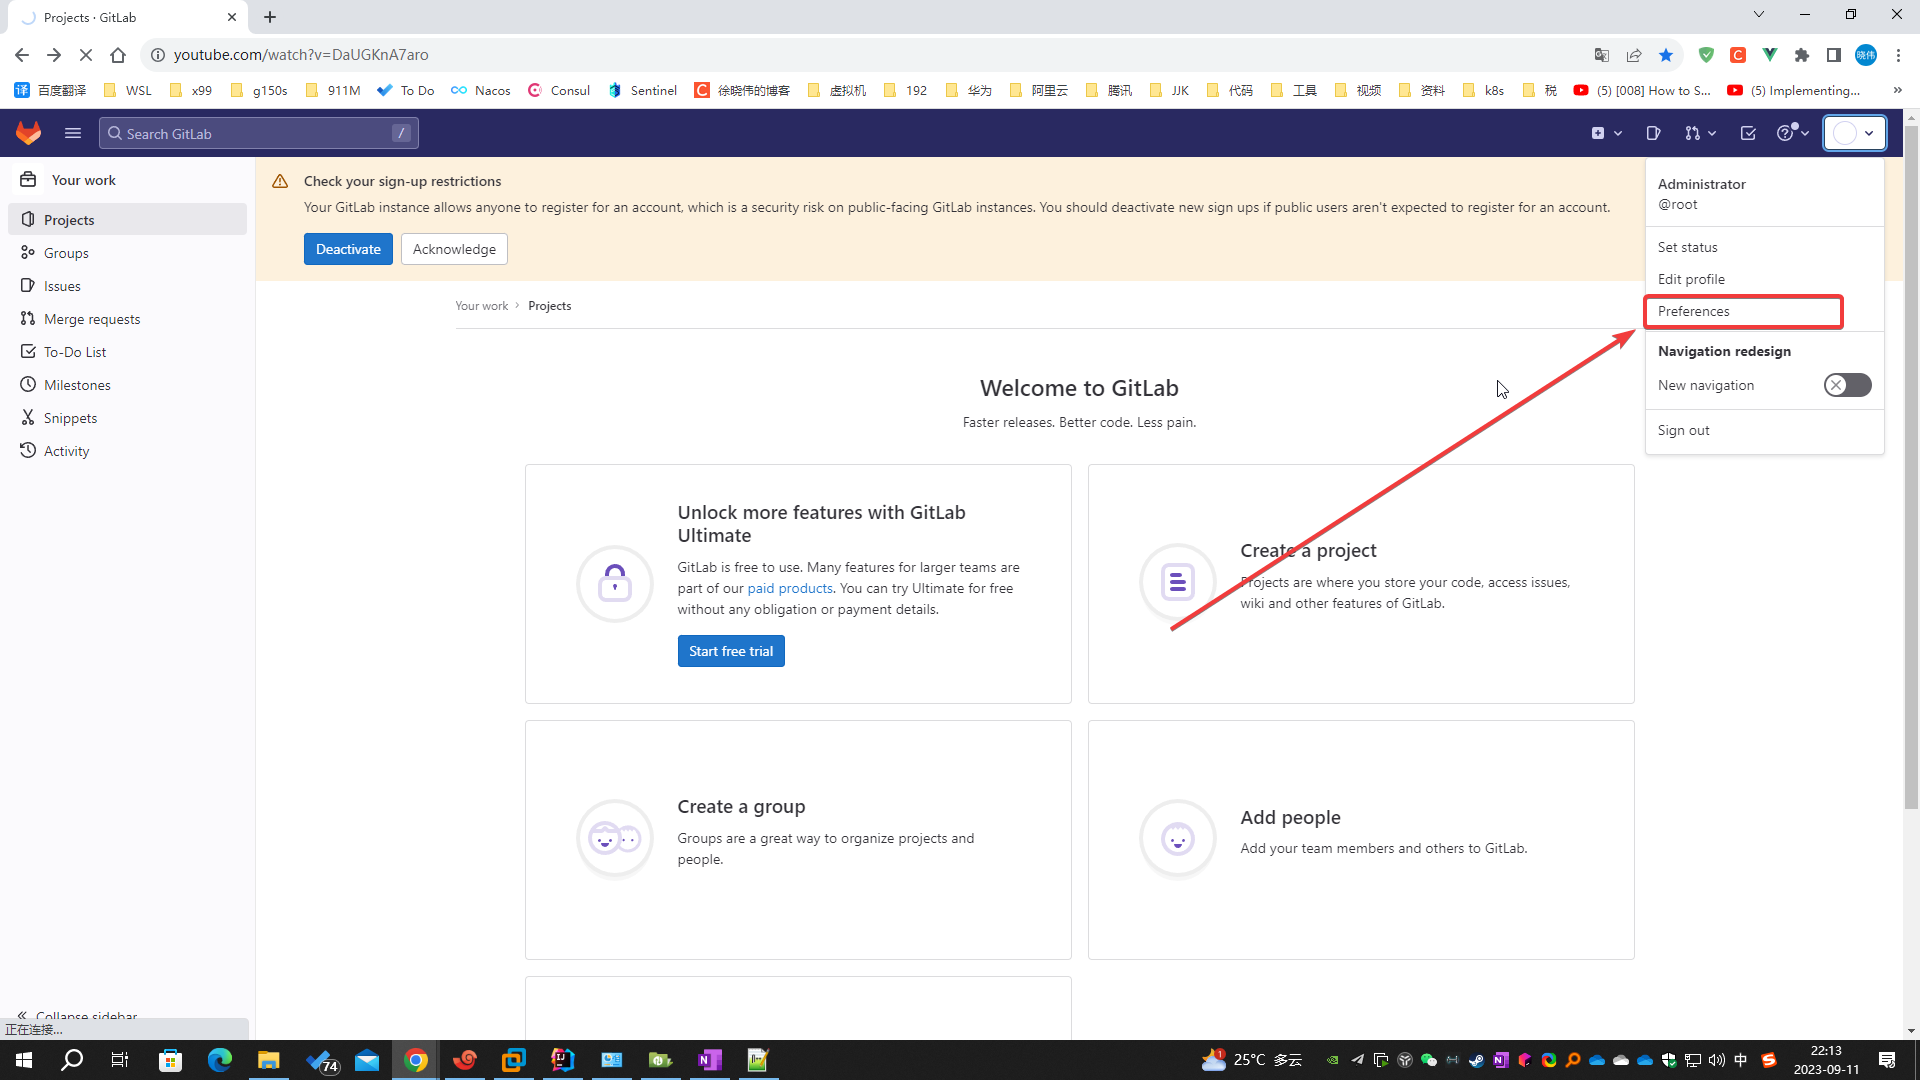 Projects · GitLab
youtube.com/watch?v=DaUGKnA7aro
晓伟
译 百度翻译 WSL x99 g150s 911M To Do Nacos Consul Sentinel C 徐晓伟的博客 虚拟机 192 华为 阿里云 腾讯 JJK 代码 工具 视频 资料 k8s 税 (5) [008] How to S... (5) Implementing... »
Search GitLab /
Your work
Projects
Groups
Issues
Merge requests
To-Do List
Milestones
Snippets
Activity
Collapse sidebar
正在连接...
Check your sign-up restrictions
Your GitLab instance allows anyone to register for an account, which is a security risk on public-facing GitLab instances. You should deactivate new sign ups if public users aren't expected to register for an account.
Deactivate Acknowledge
Your work › Projects
Administrator
@root
Set status
Edit profile
Preferences
Navigation redesign
New navigation
Sign out
Welcome to GitLab
Faster releases. Better code. Less pain.
Unlock more features with GitLab
Ultimate
GitLab is free to use. Many features for larger teams are
part of our paid products. You can try Ultimate for free
without any obligation or payment details.
Start free trial
Create a project
Projects are where you store your code, access issues,
wiki and other features of GitLab.
Create a group
Groups are a great way to organize projects and
people.
Add people
Add your team members and others to GitLab.
74
1
25°C 多云
中
22:13
2023-09-11